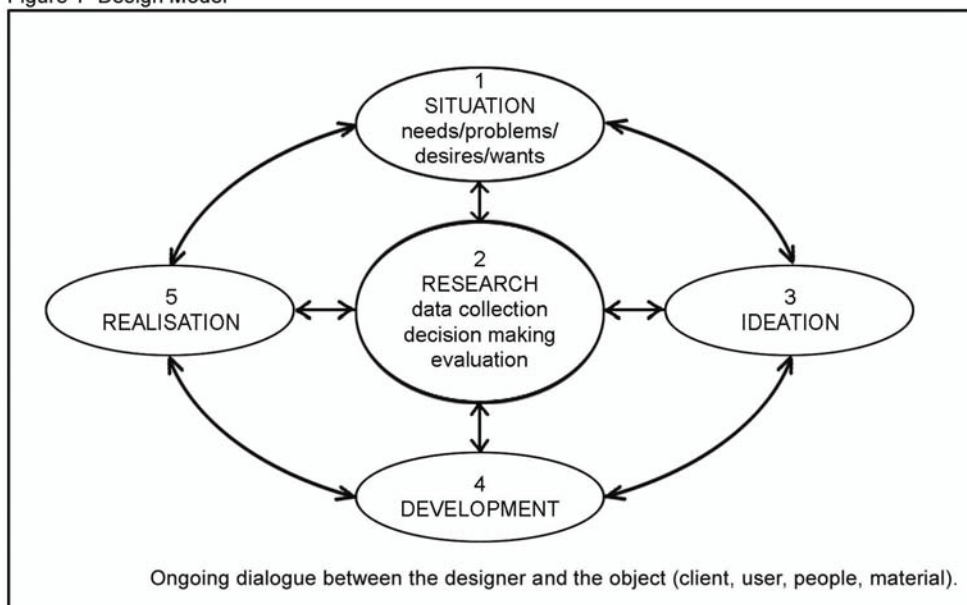 Figure 1 Design Model
1
SITUATION
needs/problems/
desires/wants
2
RESEARCH
data collection
decision making
evaluation
3
IDEATION
4
DEVELOPMENT
5
REALISATION
Ongoing dialogue between the designer and the object (client, user, people, material).